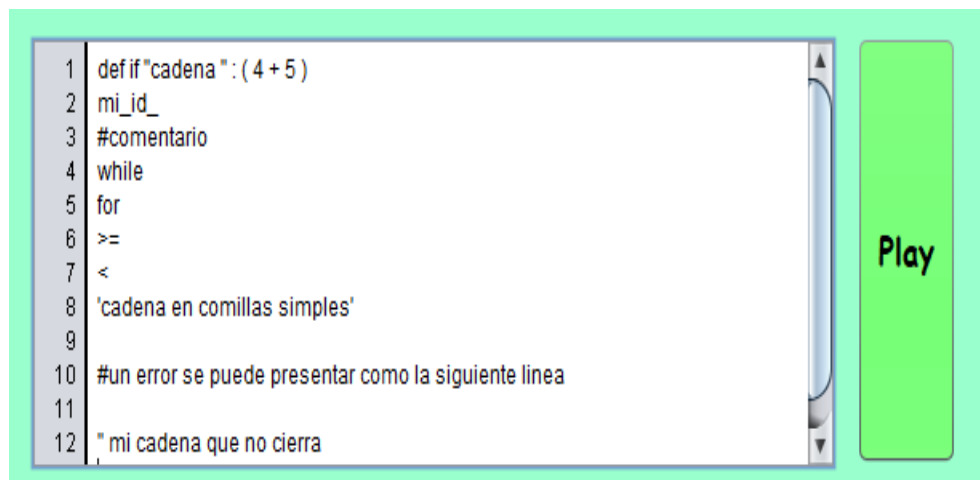 1 def if "cadena " : ( 4 + 5 )
2 mi_id_
3 #comentario
4 while
5 for
6 >=
7 <
8 'cadena en comillas simples'
9
10 #un error se puede presentar como la siguiente linea
11
12 " mi cadena que no cierra
Play